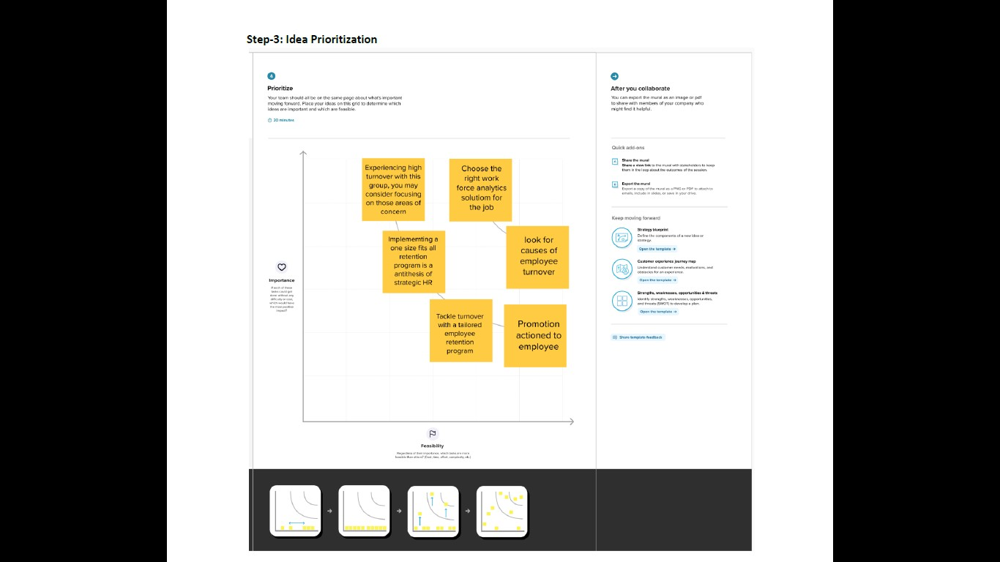 Step-3: Idea Prioritization
4
Prioritize
Your team should all be on the same page about what's important
moving forward. Place your ideas on this grid to determine which
ideas are important and which are feasible.
20 minutes
Experiencing high
turnover with this
group, you may
consider focusing
on those areas of
concern
Choose the
right work
force analytics
solutiom for
the job
Implememting a
one size fits all
retention
program is a
antithesis of
strategic HR
look for
causes of
employee
turnover
Tackle turnover
with a tailored
employee
retention
program
Promotion
actioned to
employee
Importance
If each of these
tasks could get
done without any
difficulty or cost,
which would have
the most positive
impact?
Feasibility
Regardless of their importance, which tasks are more
feasible than others? (Cost, time, effort, complexity, etc.)
After you collaborate
You can export the mural as an image or pdf
to share with members of your company who
might find it helpful.
Quick add-ons
Share the mural
Share a view link to the mural with stakeholders to keep
them in the loop about the outcomes of the session.
Export the mural
Export a copy of the mural as a PNG or PDF to attach to
emails, include in slides, or save in your drive.
Keep moving forward
Strategy blueprint
Define the components of a new idea or
strategy.
Open the template →
Customer experience journey map
Understand customer needs, motivations, and
obstacles for an experience.
Open the template →
Strengths, weaknesses, opportunities & threats
Identify strengths, weaknesses, opportunities,
and threats (SWOT) to develop a plan.
Open the template →
Share template feedback